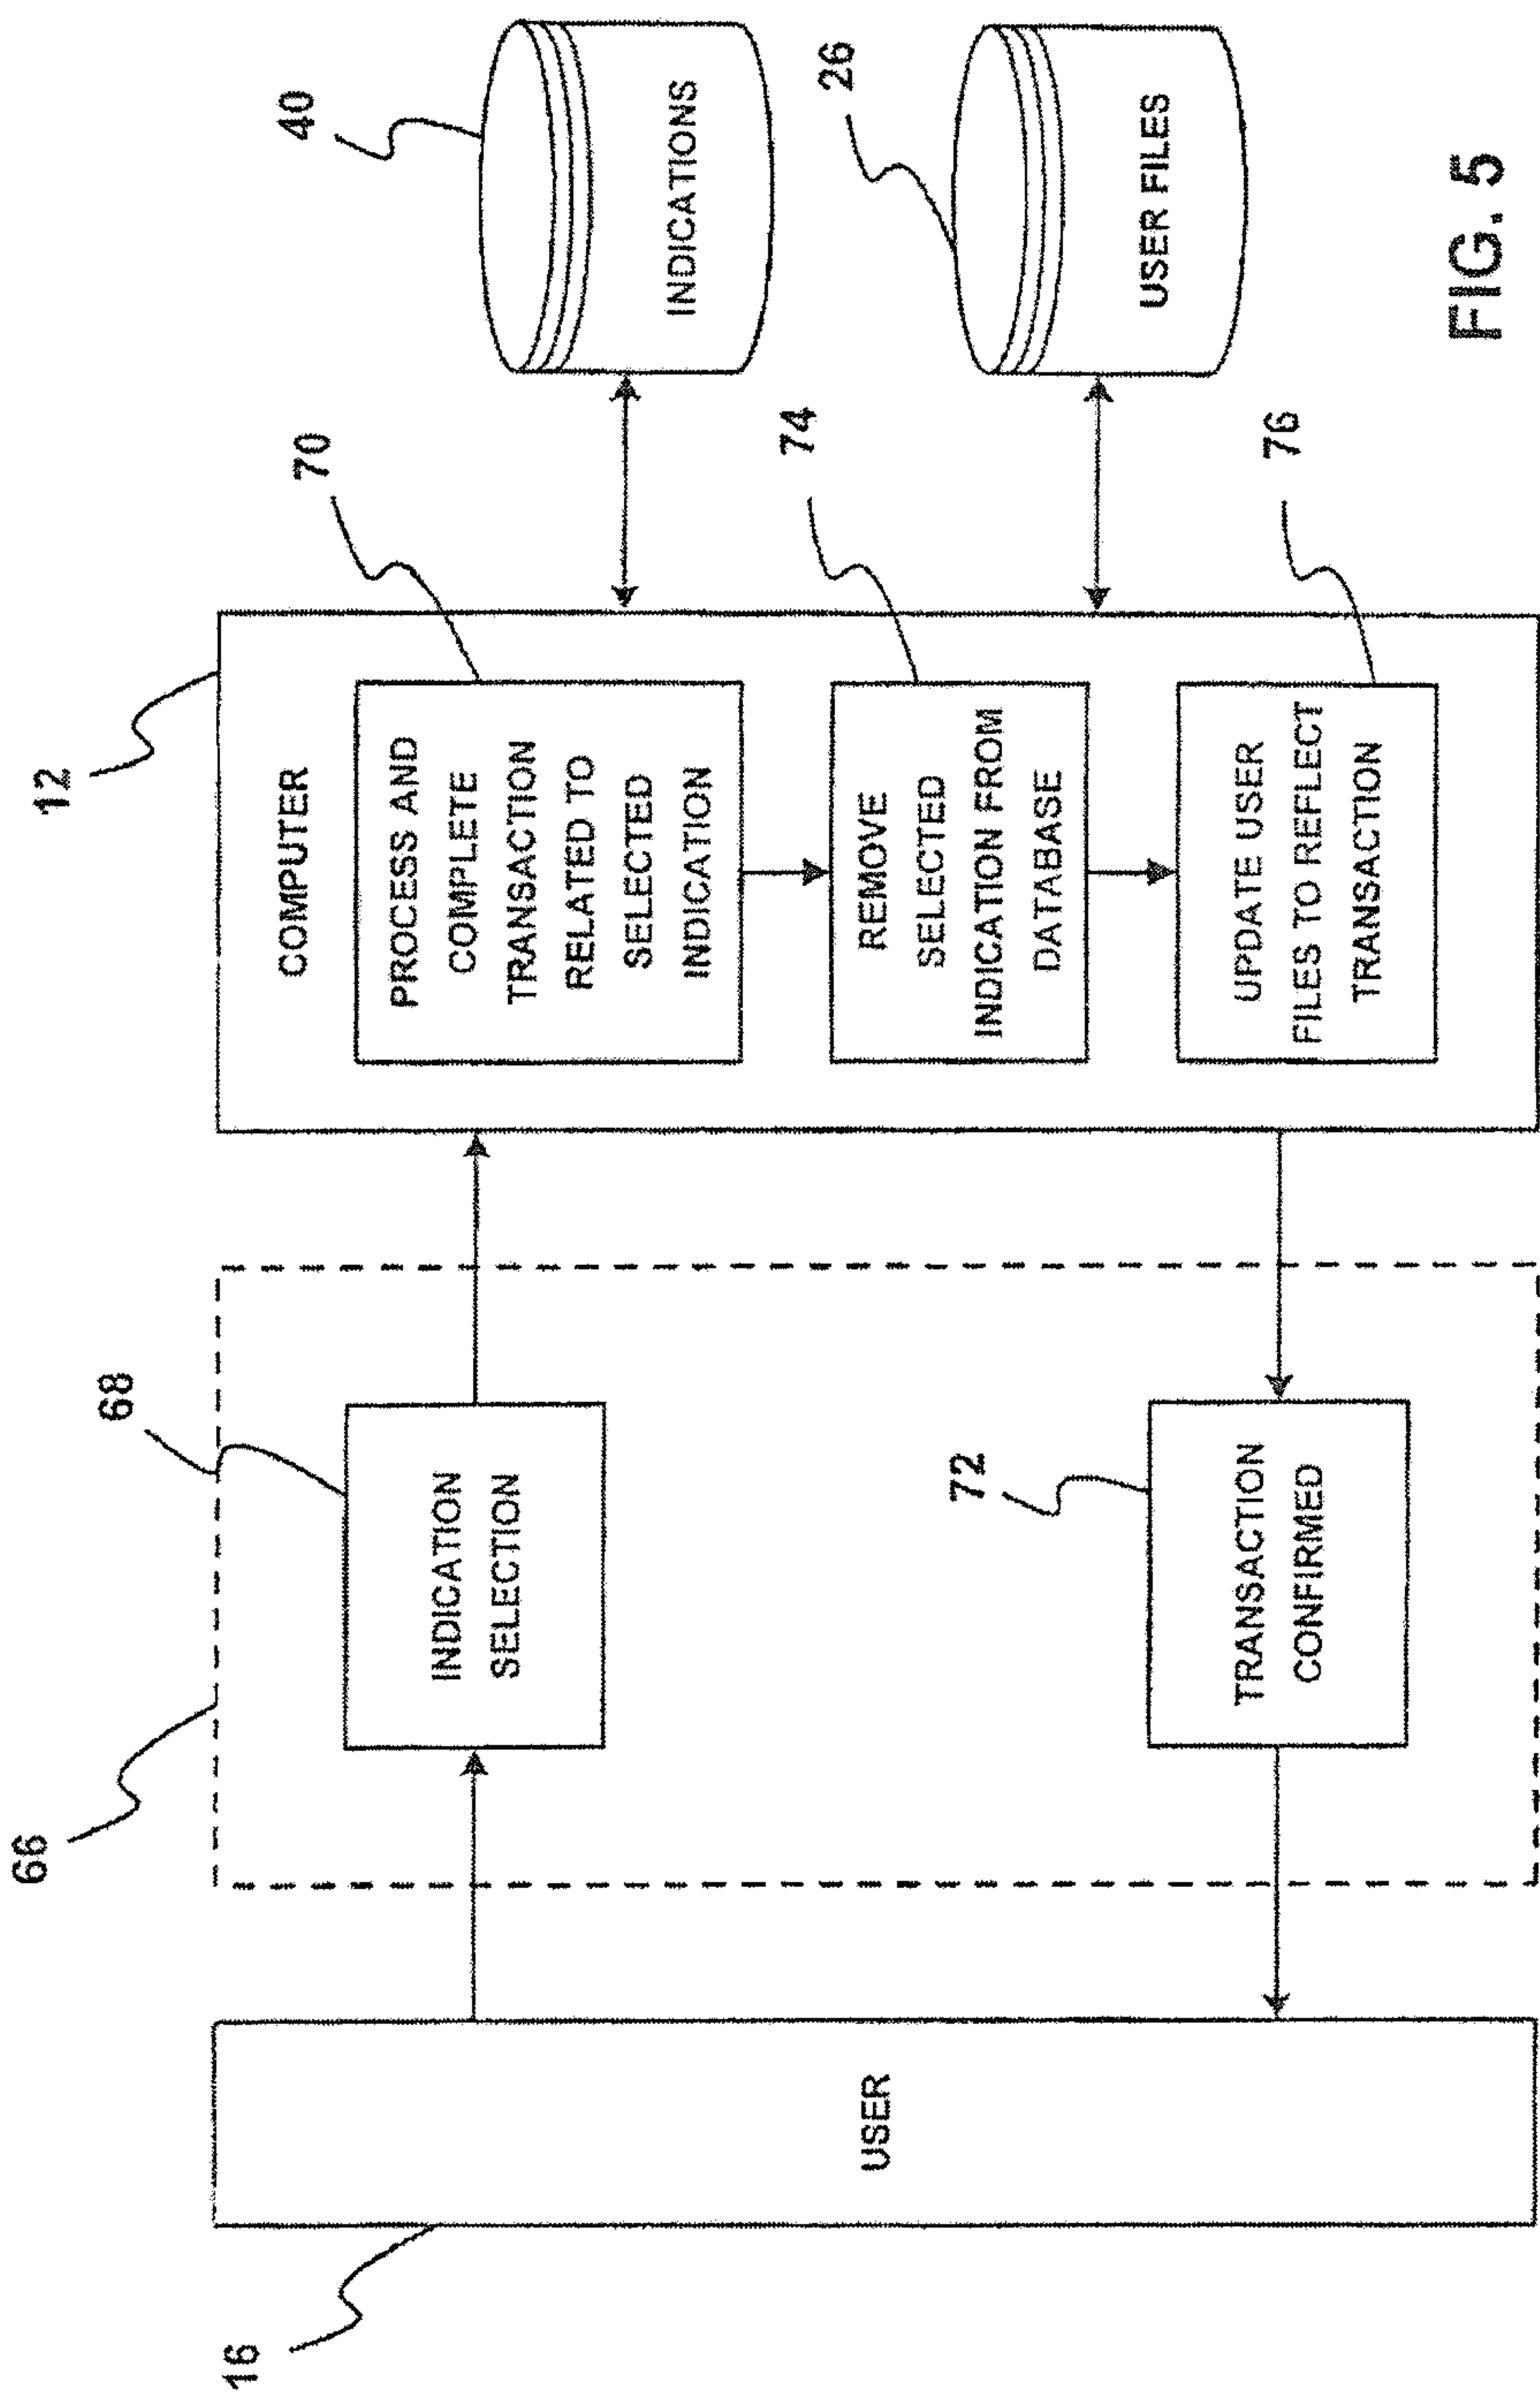 66
68
12
70
40
16
USER
INDICATION
SELECTION
72
TRANSACTION
CONFIRMED
COMPUTER
PROCESS AND
COMPLETE
TRANSACTION
RELATED TO
SELECTED
INDICATION
74
REMOVE
SELECTED
INDICATION FROM
DATABASE
76
UPDATE USER
FILES TO REFLECT
TRANSACTION
INDICATIONS
26
USER FILES
FIG. 5